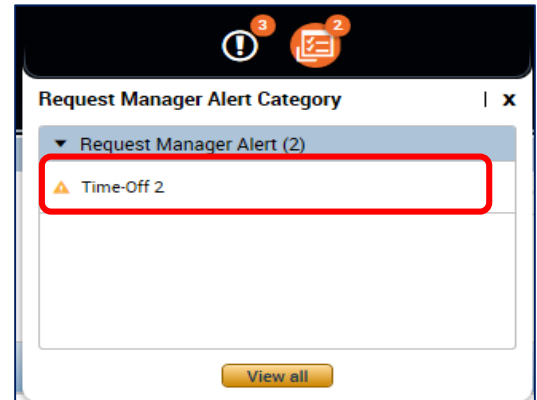 3 2
Request Manager Alert Category | x
Request Manager Alert (2)
Time-Off 2
View all